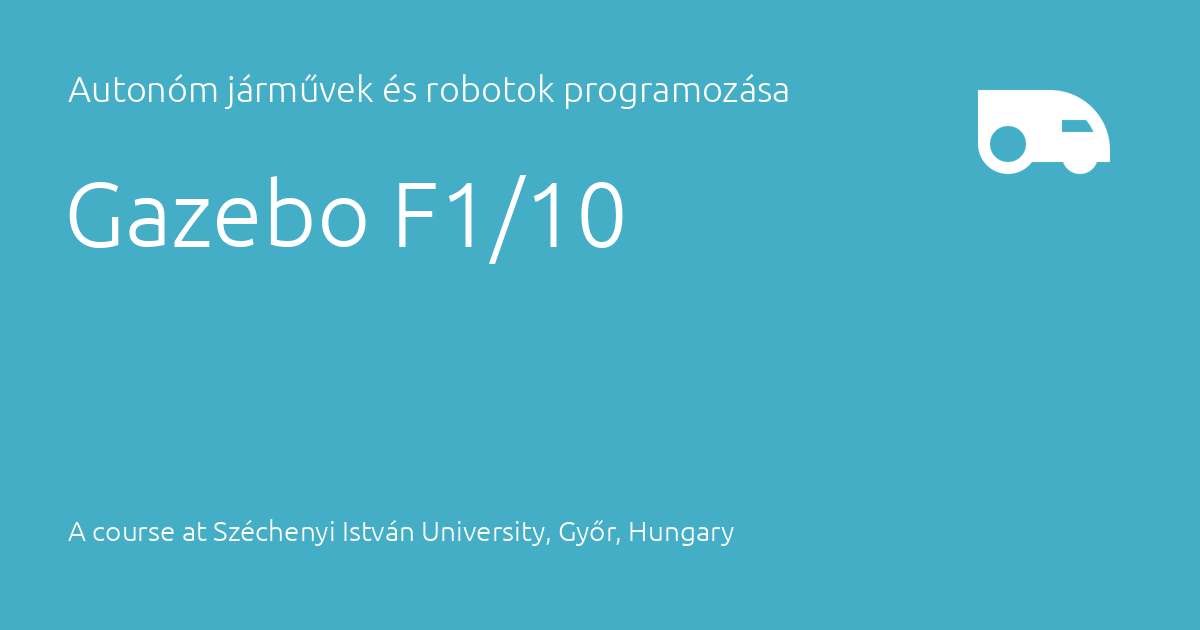 Autonóm járművek és robotok programozása
Gazebo F1/10
A course at Széchenyi István University, Győr, Hungary